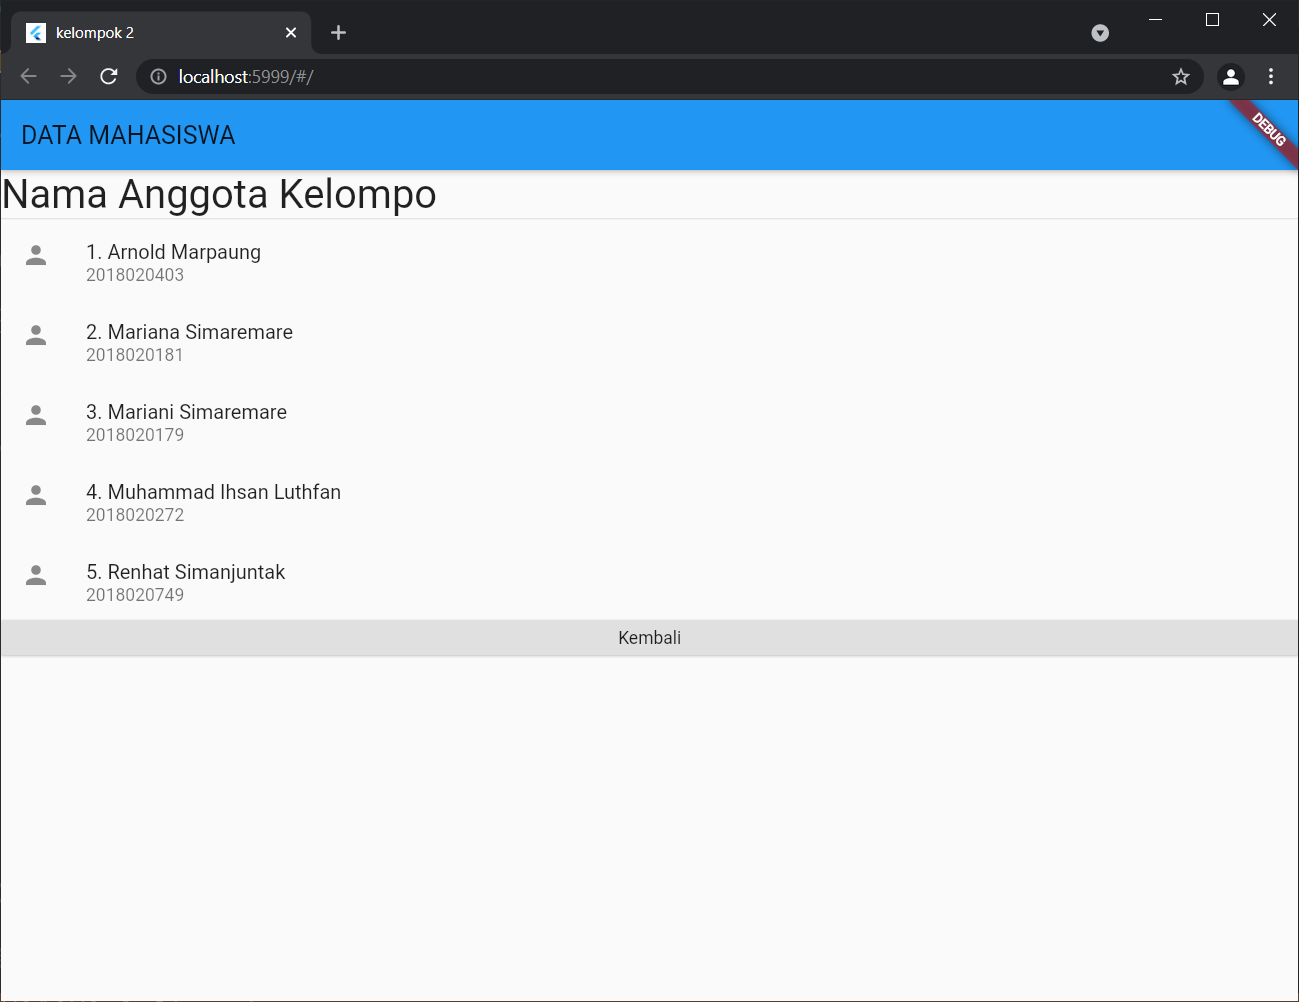 kelompok 2
localhost:5999/#/
DATA MAHASISWA
DEBUG
Nama Anggota Kelompo
1. Arnold Marpaung
2018020403
2. Mariana Simaremare
2018020181
3. Mariani Simaremare
2018020179
4. Muhammad Ihsan Luthfan
2018020272
5. Renhat Simanjuntak
2018020749
Kembali